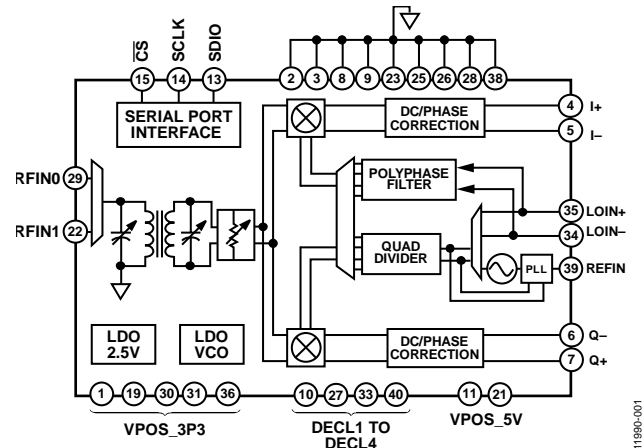 CS
SCLK
SDIO
15
14
13
2
3
8
9
23
25
26
28
38
SERIAL PORT
INTERFACE
DC/PHASE
CORRECTION
4
I+
5
I–
RFIN0
29
POLYPHASE
FILTER
RFIN1
22
35
LOIN+
34
LOIN–
QUAD
DIVIDER
PLL
39
REFIN
LDO
2.5V
LDO
VCO
DC/PHASE
CORRECTION
6
Q–
7
Q+
1
19
30
31
36
10
27
33
40
11
21
VPOS_3P3
DECL1 TO
DECL4
VPOS_5V
11990-001